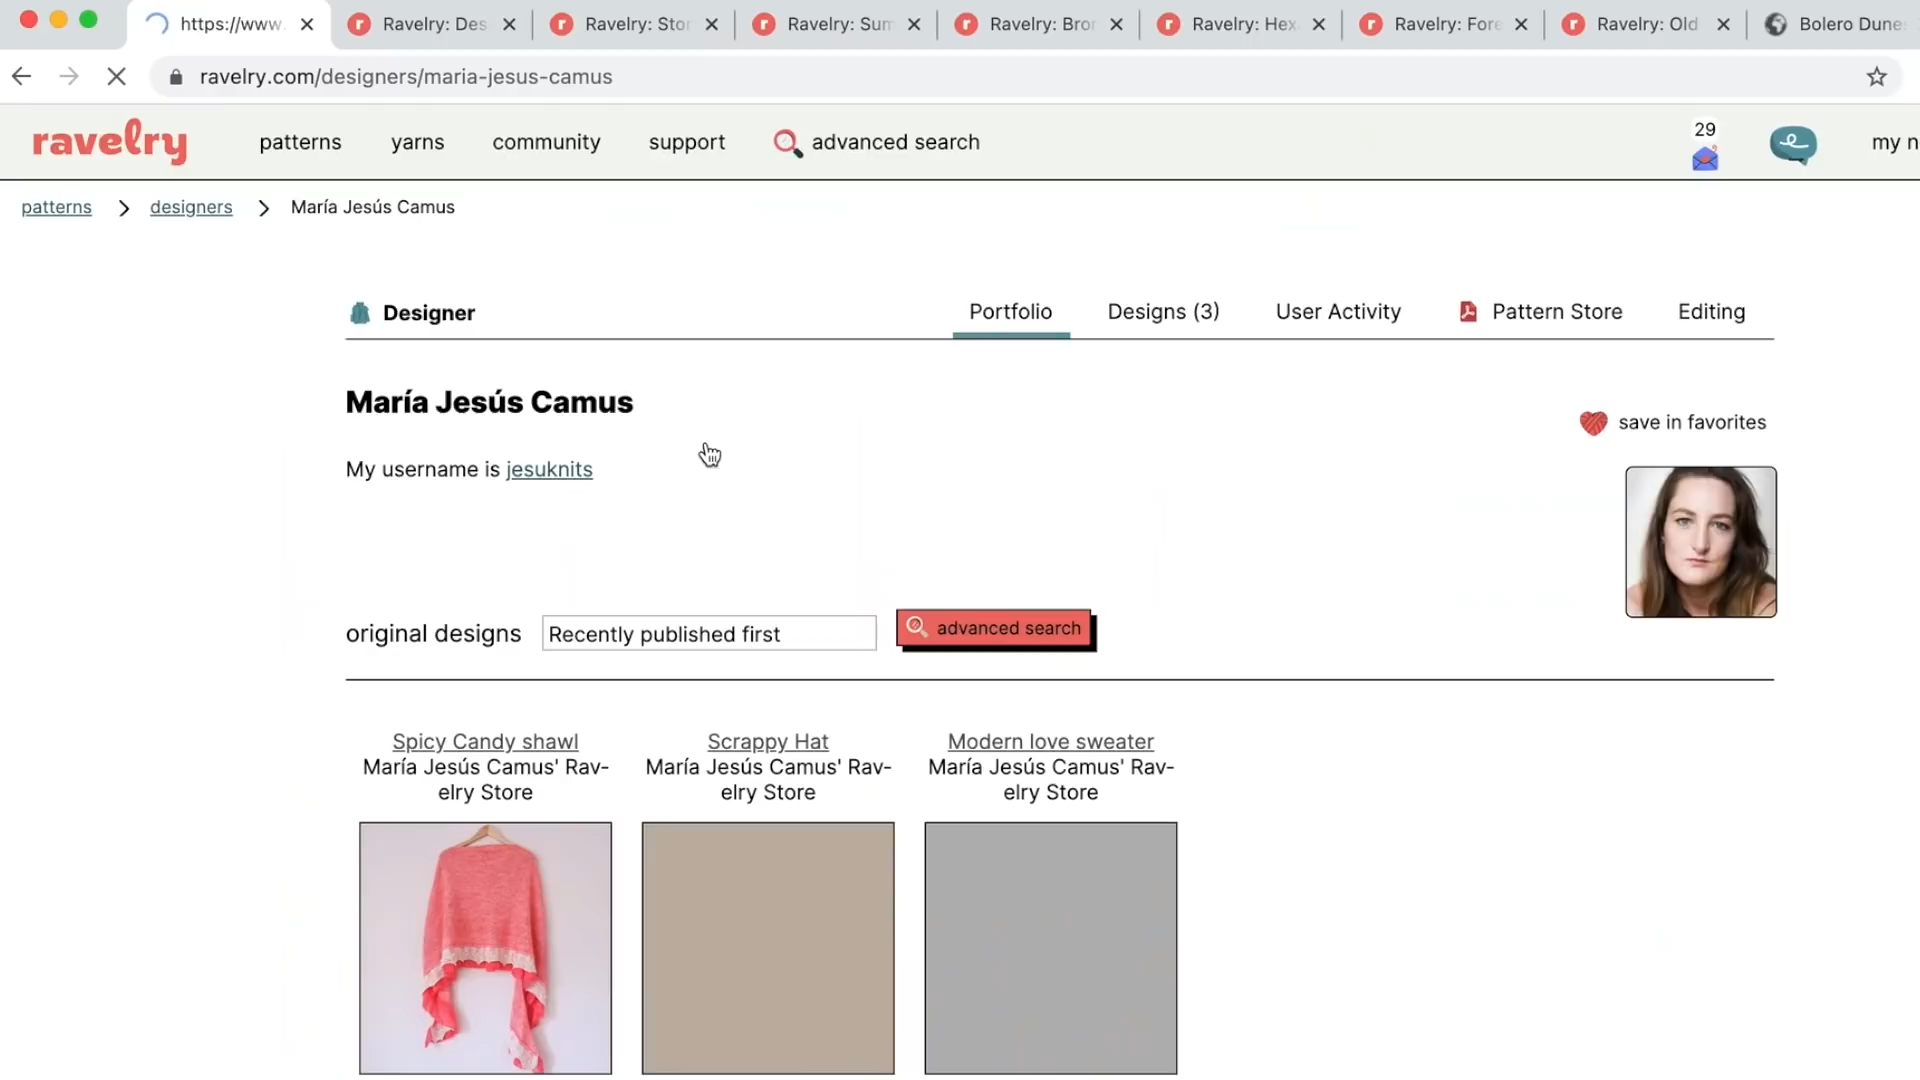 https://www.
Ravelry: Des
Ravelry: Stor
Ravelry: Sum
Ravelry: Bror
Ravelry: Hex
Ravelry: Fore
Ravelry: Old
Bolero Dune
ravelry.com/designers/maria-jesus-camus
ravelry
patterns
yarns
community
support
advanced search
29
my n
patterns > designers > María Jesús Camus
Designer
Portfolio
Designs (3)
User Activity
Pattern Store
Editing
María Jesús Camus
save in favorites
My username is jesuknits
original designs
Recently published first
advanced search
Spicy Candy shawl
María Jesús Camus' Rav-
elry Store
Scrappy Hat
María Jesús Camus' Rav-
elry Store
Modern love sweater
María Jesús Camus' Rav-
elry Store